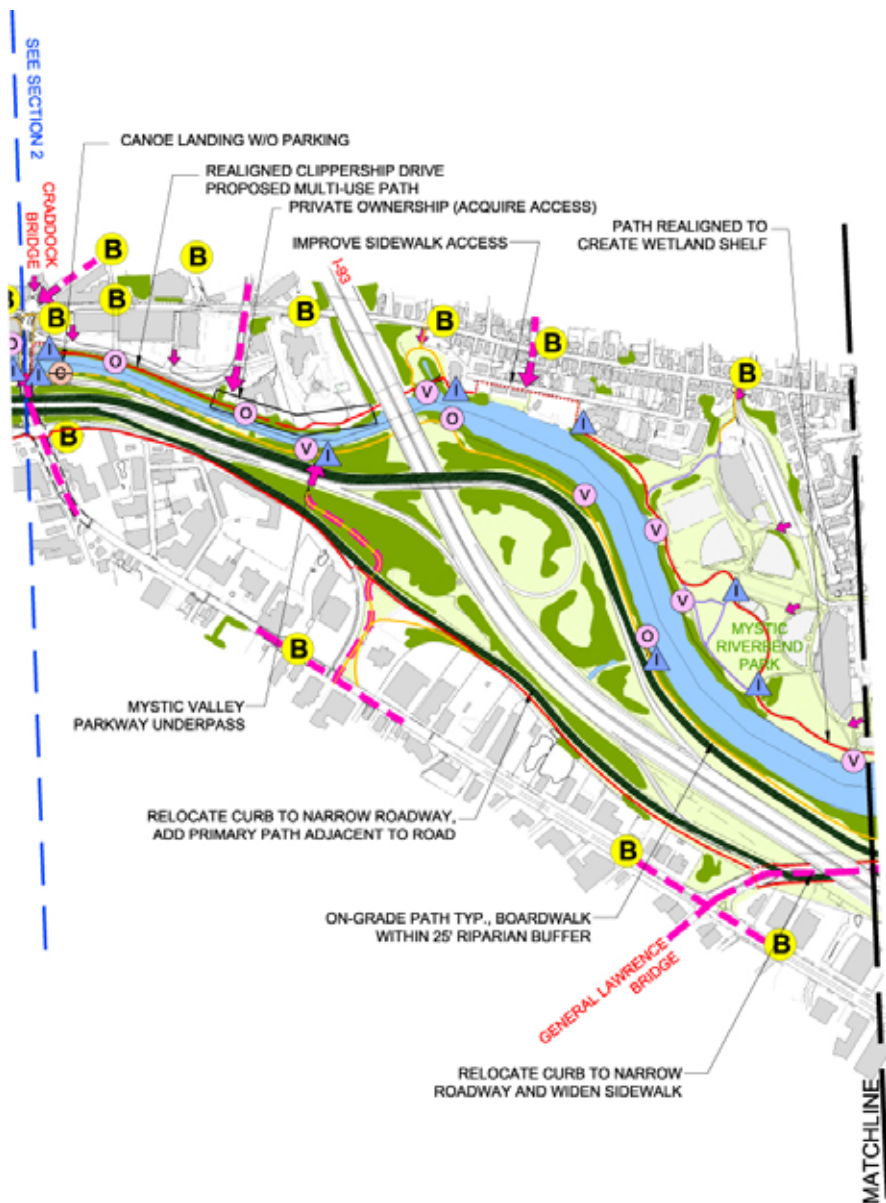 SEE SECTION 2
CANOE LANDING W/O PARKING
REALIGNED CLIPPERSHIP DRIVE
PROPOSED MULTI-USE PATH
PRIVATE OWNERSHIP (ACQUIRE ACCESS)
IMPROVE SIDEWALK ACCESS
PATH REALIGNED TO
CREATE WETLAND SHELF
CRADDOCK
BRIDGE
I-93
B
B
B
B
B
B
B
B
B
B
B
O
I
I
I
C
O
O
V
I
V
I
O
I
V
V
V
I
O
I
I
V
MYSTIC
RIVERBEND
PARK
B
MYSTIC VALLEY
PARKWAY UNDERPASS
RELOCATE CURB TO NARROW ROADWAY,
ADD PRIMARY PATH ADJACENT TO ROAD
B
ON-GRADE PATH TYP., BOARDWALK
WITHIN 25' RIPARIAN BUFFER
B
GENERAL LAWRENCE
BRIDGE
RELOCATE CURB TO NARROW
ROADWAY AND WIDEN SIDEWALK
MATCHLINE